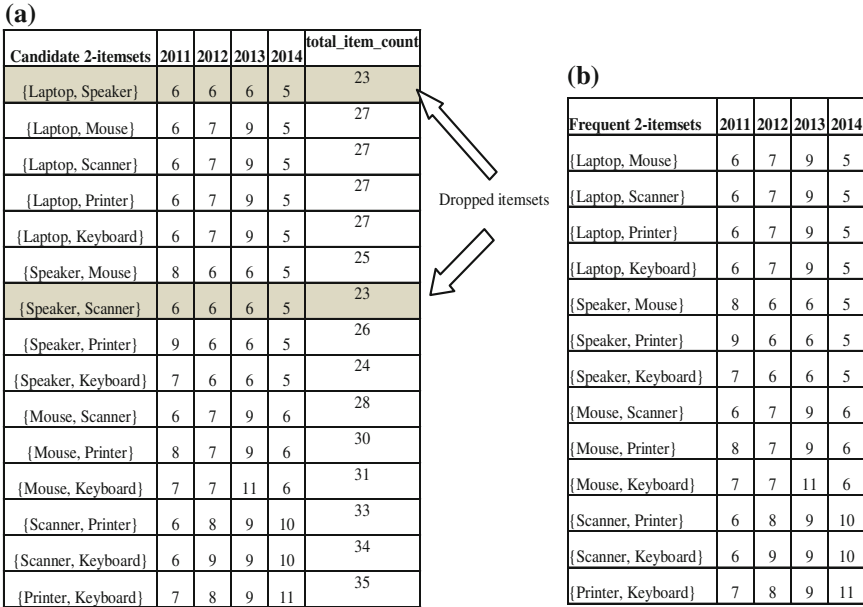 (a)
Candidate 2-itemsets 2011 2012 2013 2014 total_item_count
{Laptop, Speaker} 6 6 6 5 23
{Laptop, Mouse} 6 7 9 5 27
{Laptop, Scanner} 6 7 9 5 27
{Laptop, Printer} 6 7 9 5 27
{Laptop, Keyboard} 6 7 9 5 27
{Speaker, Mouse} 8 6 6 5 25
{Speaker, Scanner} 6 6 6 5 23
{Speaker, Printer} 9 6 6 5 26
{Speaker, Keyboard} 7 6 6 5 24
{Mouse, Scanner} 6 7 9 6 28
{Mouse, Printer} 8 7 9 6 30
{Mouse, Keyboard} 7 7 11 6 31
{Scanner, Printer} 6 8 9 10 33
{Scanner, Keyboard} 6 9 9 10 34
{Printer, Keyboard} 7 8 9 11 35
Dropped itemsets
(b)
Frequent 2-itemsets 2011 2012 2013 2014
{Laptop, Mouse} 6 7 9 5
{Laptop, Scanner} 6 7 9 5
{Laptop, Printer} 6 7 9 5
{Laptop, Keyboard} 6 7 9 5
{Speaker, Mouse} 8 6 6 5
{Speaker, Printer} 9 6 6 5
{Speaker, Keyboard} 7 6 6 5
{Mouse, Scanner} 6 7 9 6
{Mouse, Printer} 8 7 9 6
{Mouse, Keyboard} 7 7 11 6
{Scanner, Printer} 6 8 9 10
{Scanner, Keyboard} 6 9 9 10
{Printer, Keyboard} 7 8 9 11